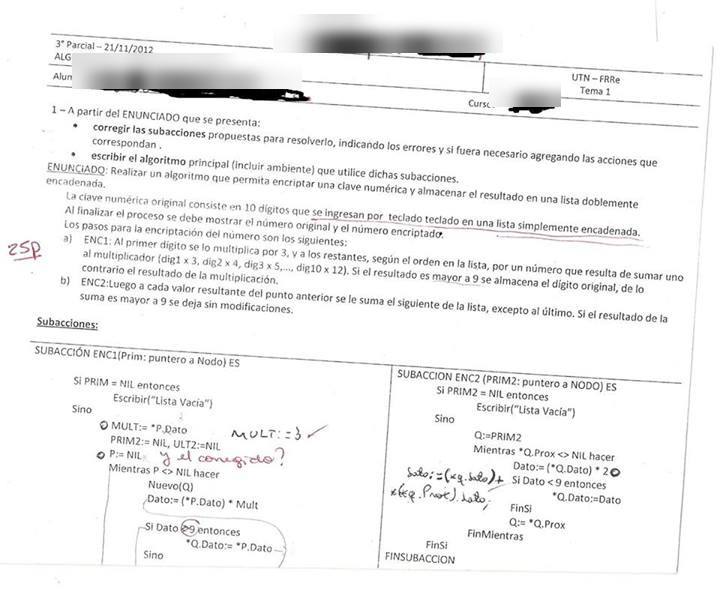 3° Parcial – 21/11/2012
ALG
Alun
UTN – FRRe
Tema 1
Curs
1 – A partir del ENUNCIADO que se presenta:
• corregir las subacciones propuestas para resolverlo, indicando los errores y si fuera necesario agregando las acciones que
correspondan .
• escribir el algoritmo principal (incluir ambiente) que utilice dichas subacciones.
ENUNCIADO: Realizar un algoritmo que permita encriptar una clave numérica y almacenar el resultado en una lista doblemente
encadenada.
La clave numérica original consiste en 10 dígitos que se ingresan por teclado teclado en una lista simplemente encadenada.
Al finalizar el proceso se debe mostrar el número original y el número encriptado.
Los pasos para la encriptación del número son los siguientes:
25p
a) ENC1: Al primer dígito se lo multiplica por 3, y a los restantes, según el orden en la lista, por un número que resulta de sumar uno
al multiplicador (dig1 x 3, dig2 x 4, dig3 x 5,..., dig10 x 12). Si el resultado es mayor a 9 se almacena el dígito original, de lo
contrario el resultado de la multiplicación.
b) ENC2:Luego a cada valor resultante del punto anterior se le suma el siguiente de la lista, excepto al último. Si el resultado de la
suma es mayor a 9 se deja sin modificaciones.
Subacciones:
SUBACCIÓN ENC1(Prim: puntero a Nodo) ES
Si PRIM = NIL entonces
Escribir("Lista Vacía")
Sino
MULT:= *P.Dato MULT:=3 ✓
PRIM2:= NIL, ULT2:=NIL
P:= NIL y el corregido?
Mientras P <> NIL hacer
Nuevo(Q)
Dato:= (*P.Dato) * Mult
Si Dato >9 entonces
*Q.Dato:= *P.Dato
Sino
SUBACCION ENC2 (PRIM2: puntero a NODO) ES
Si PRIM2 = NIL entonces
Escribir("Lista Vacía")
Sino
Q:=PRIM2
Mientras *Q.Prox <> NIL hacer
Dato:= (*Q.Dato) * 2
Dato:=(*q.dato)+
*(*q.Prox).dato;
Si Dato < 9 entonces
*Q.Dato:=Dato
FinSi
Q:= *Q.Prox
FinMientras
FinSi
FINSUBACCION